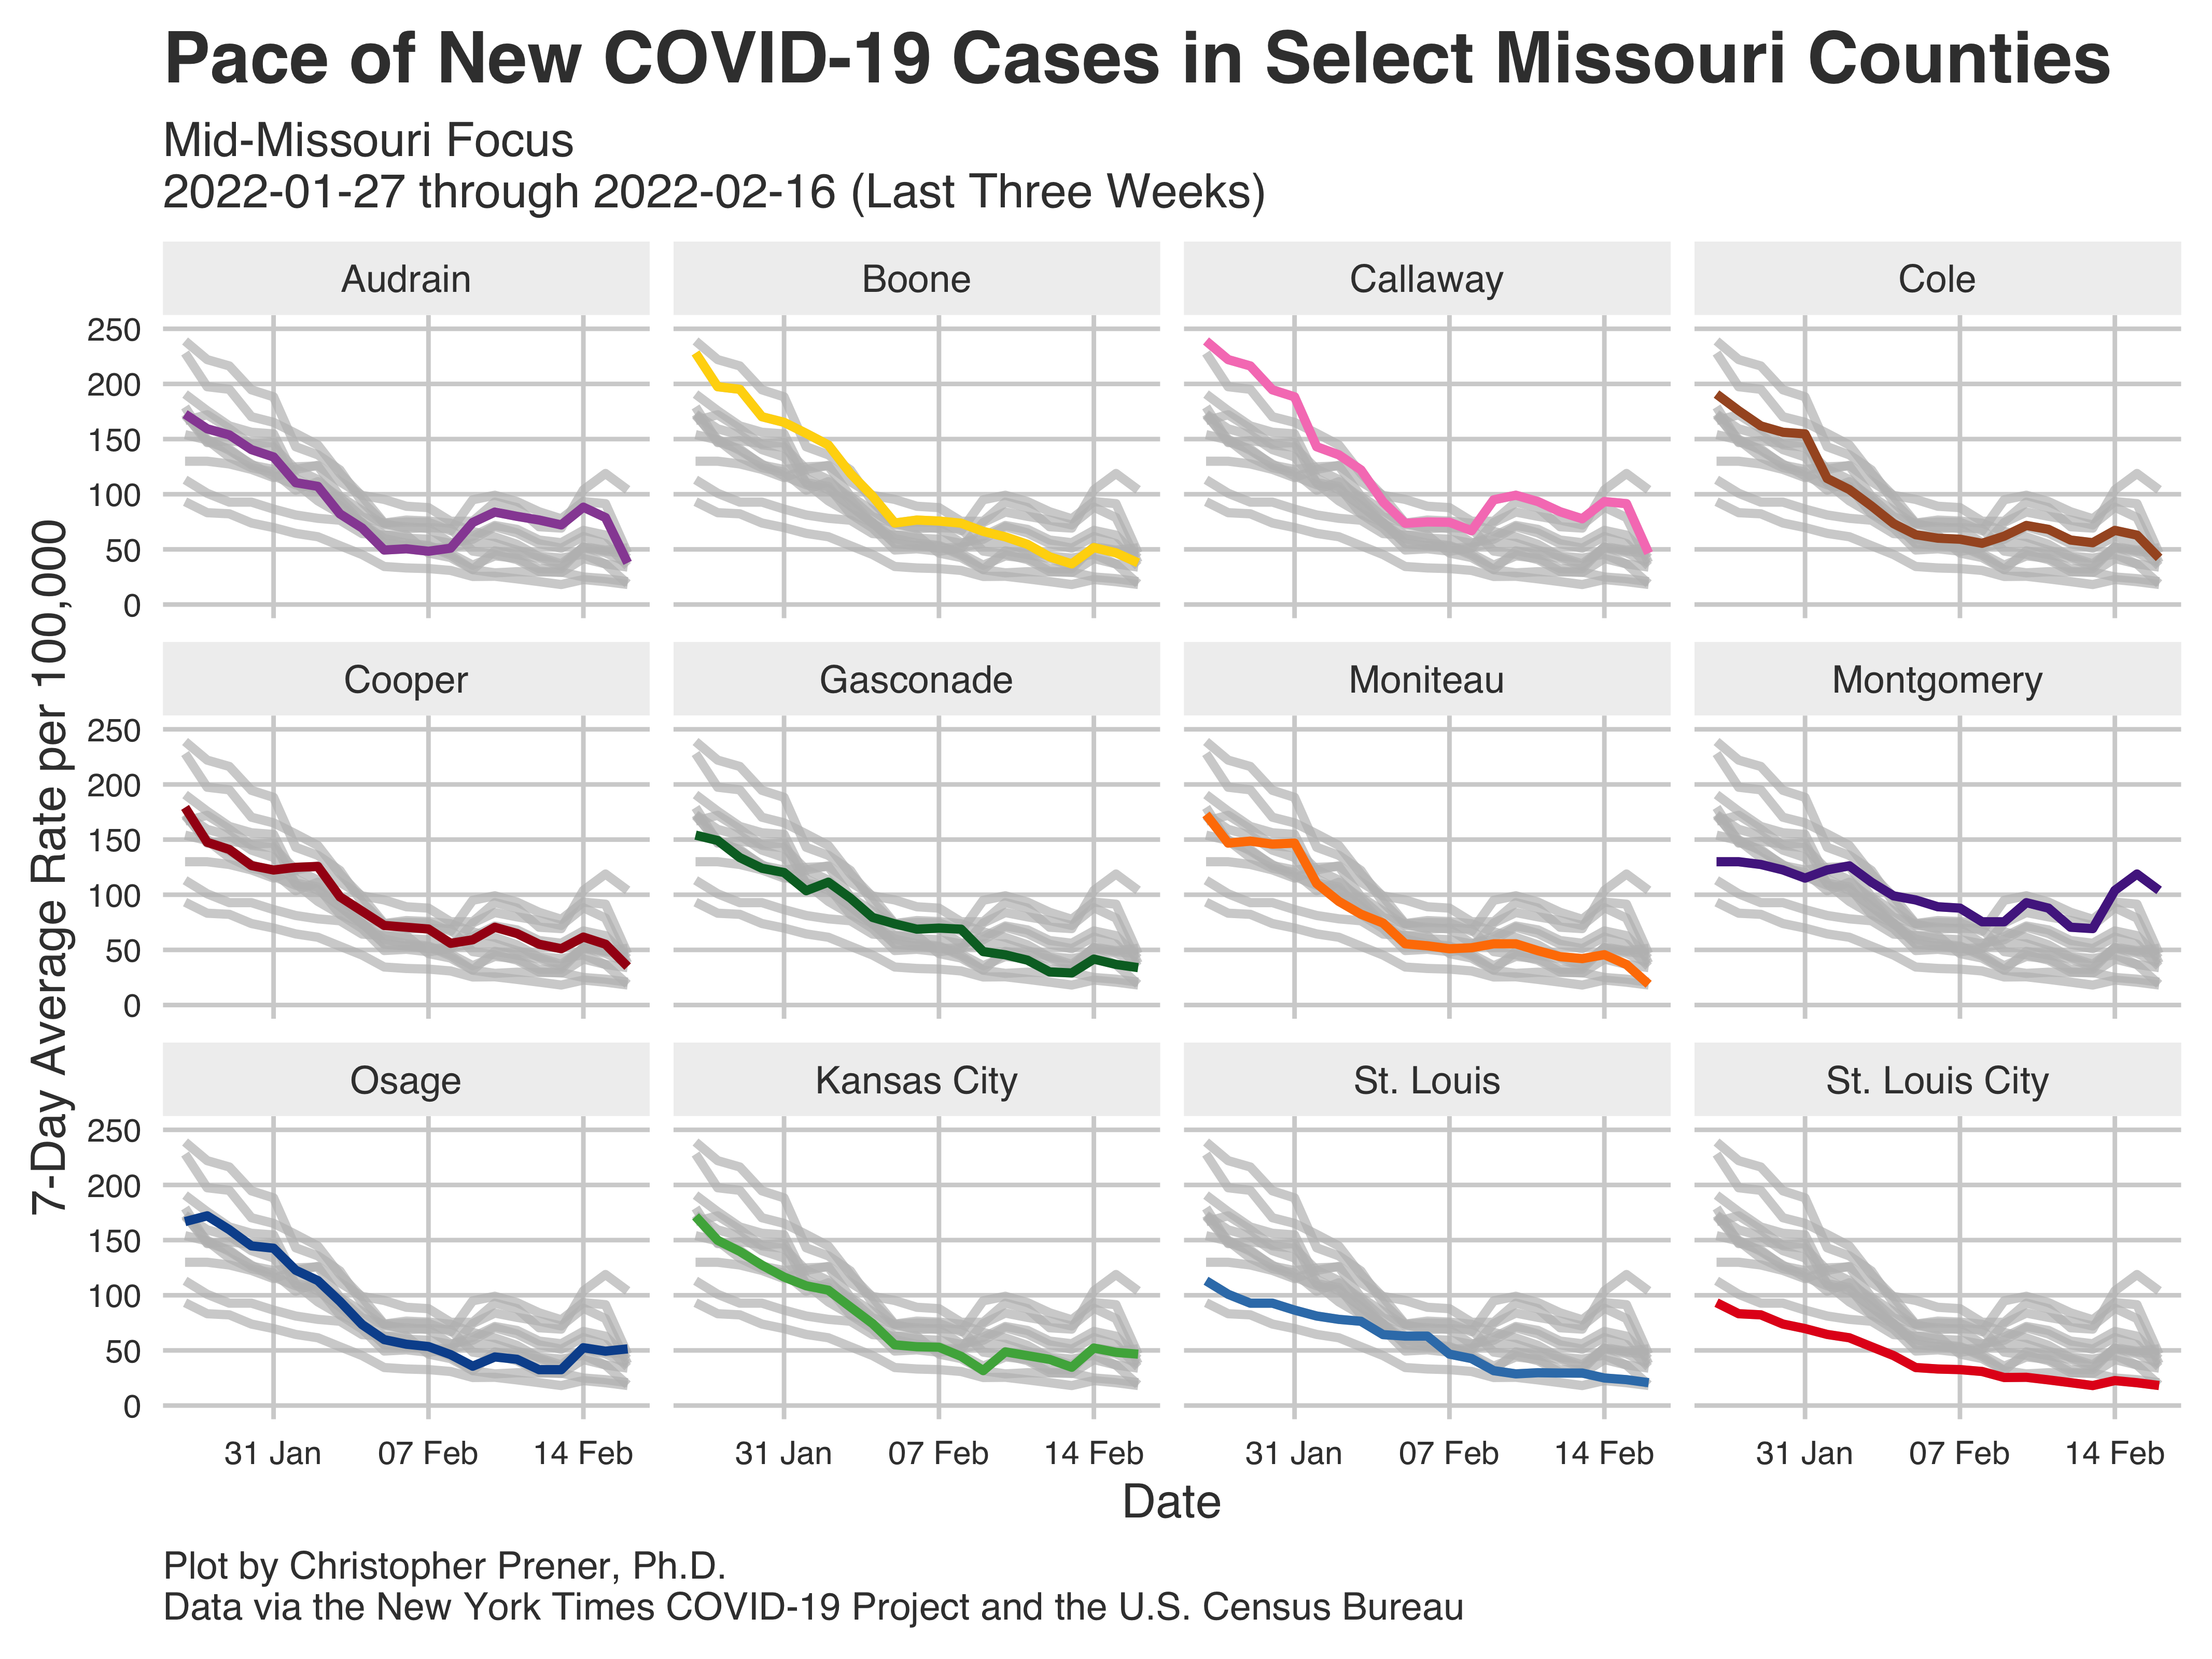 Pace of New COVID-19 Cases in Select Missouri Counties
Mid-Missouri Focus
2022-01-27 through 2022-02-16 (Last Three Weeks)
7-Day Average Rate per 100,000
Audrain
Boone
Callaway
Cole
250
200
150
100
50
0
Cooper
Gasconade
Moniteau
Montgomery
250
200
150
100
50
0
Osage
Kansas City
St. Louis
St. Louis City
250
200
150
100
50
0
31 Jan 07 Feb 14 Feb
31 Jan 07 Feb 14 Feb
31 Jan 07 Feb 14 Feb
31 Jan 07 Feb 14 Feb
Date
Plot by Christopher Prener, Ph.D.
Data via the New York Times COVID-19 Project and the U.S. Census Bureau